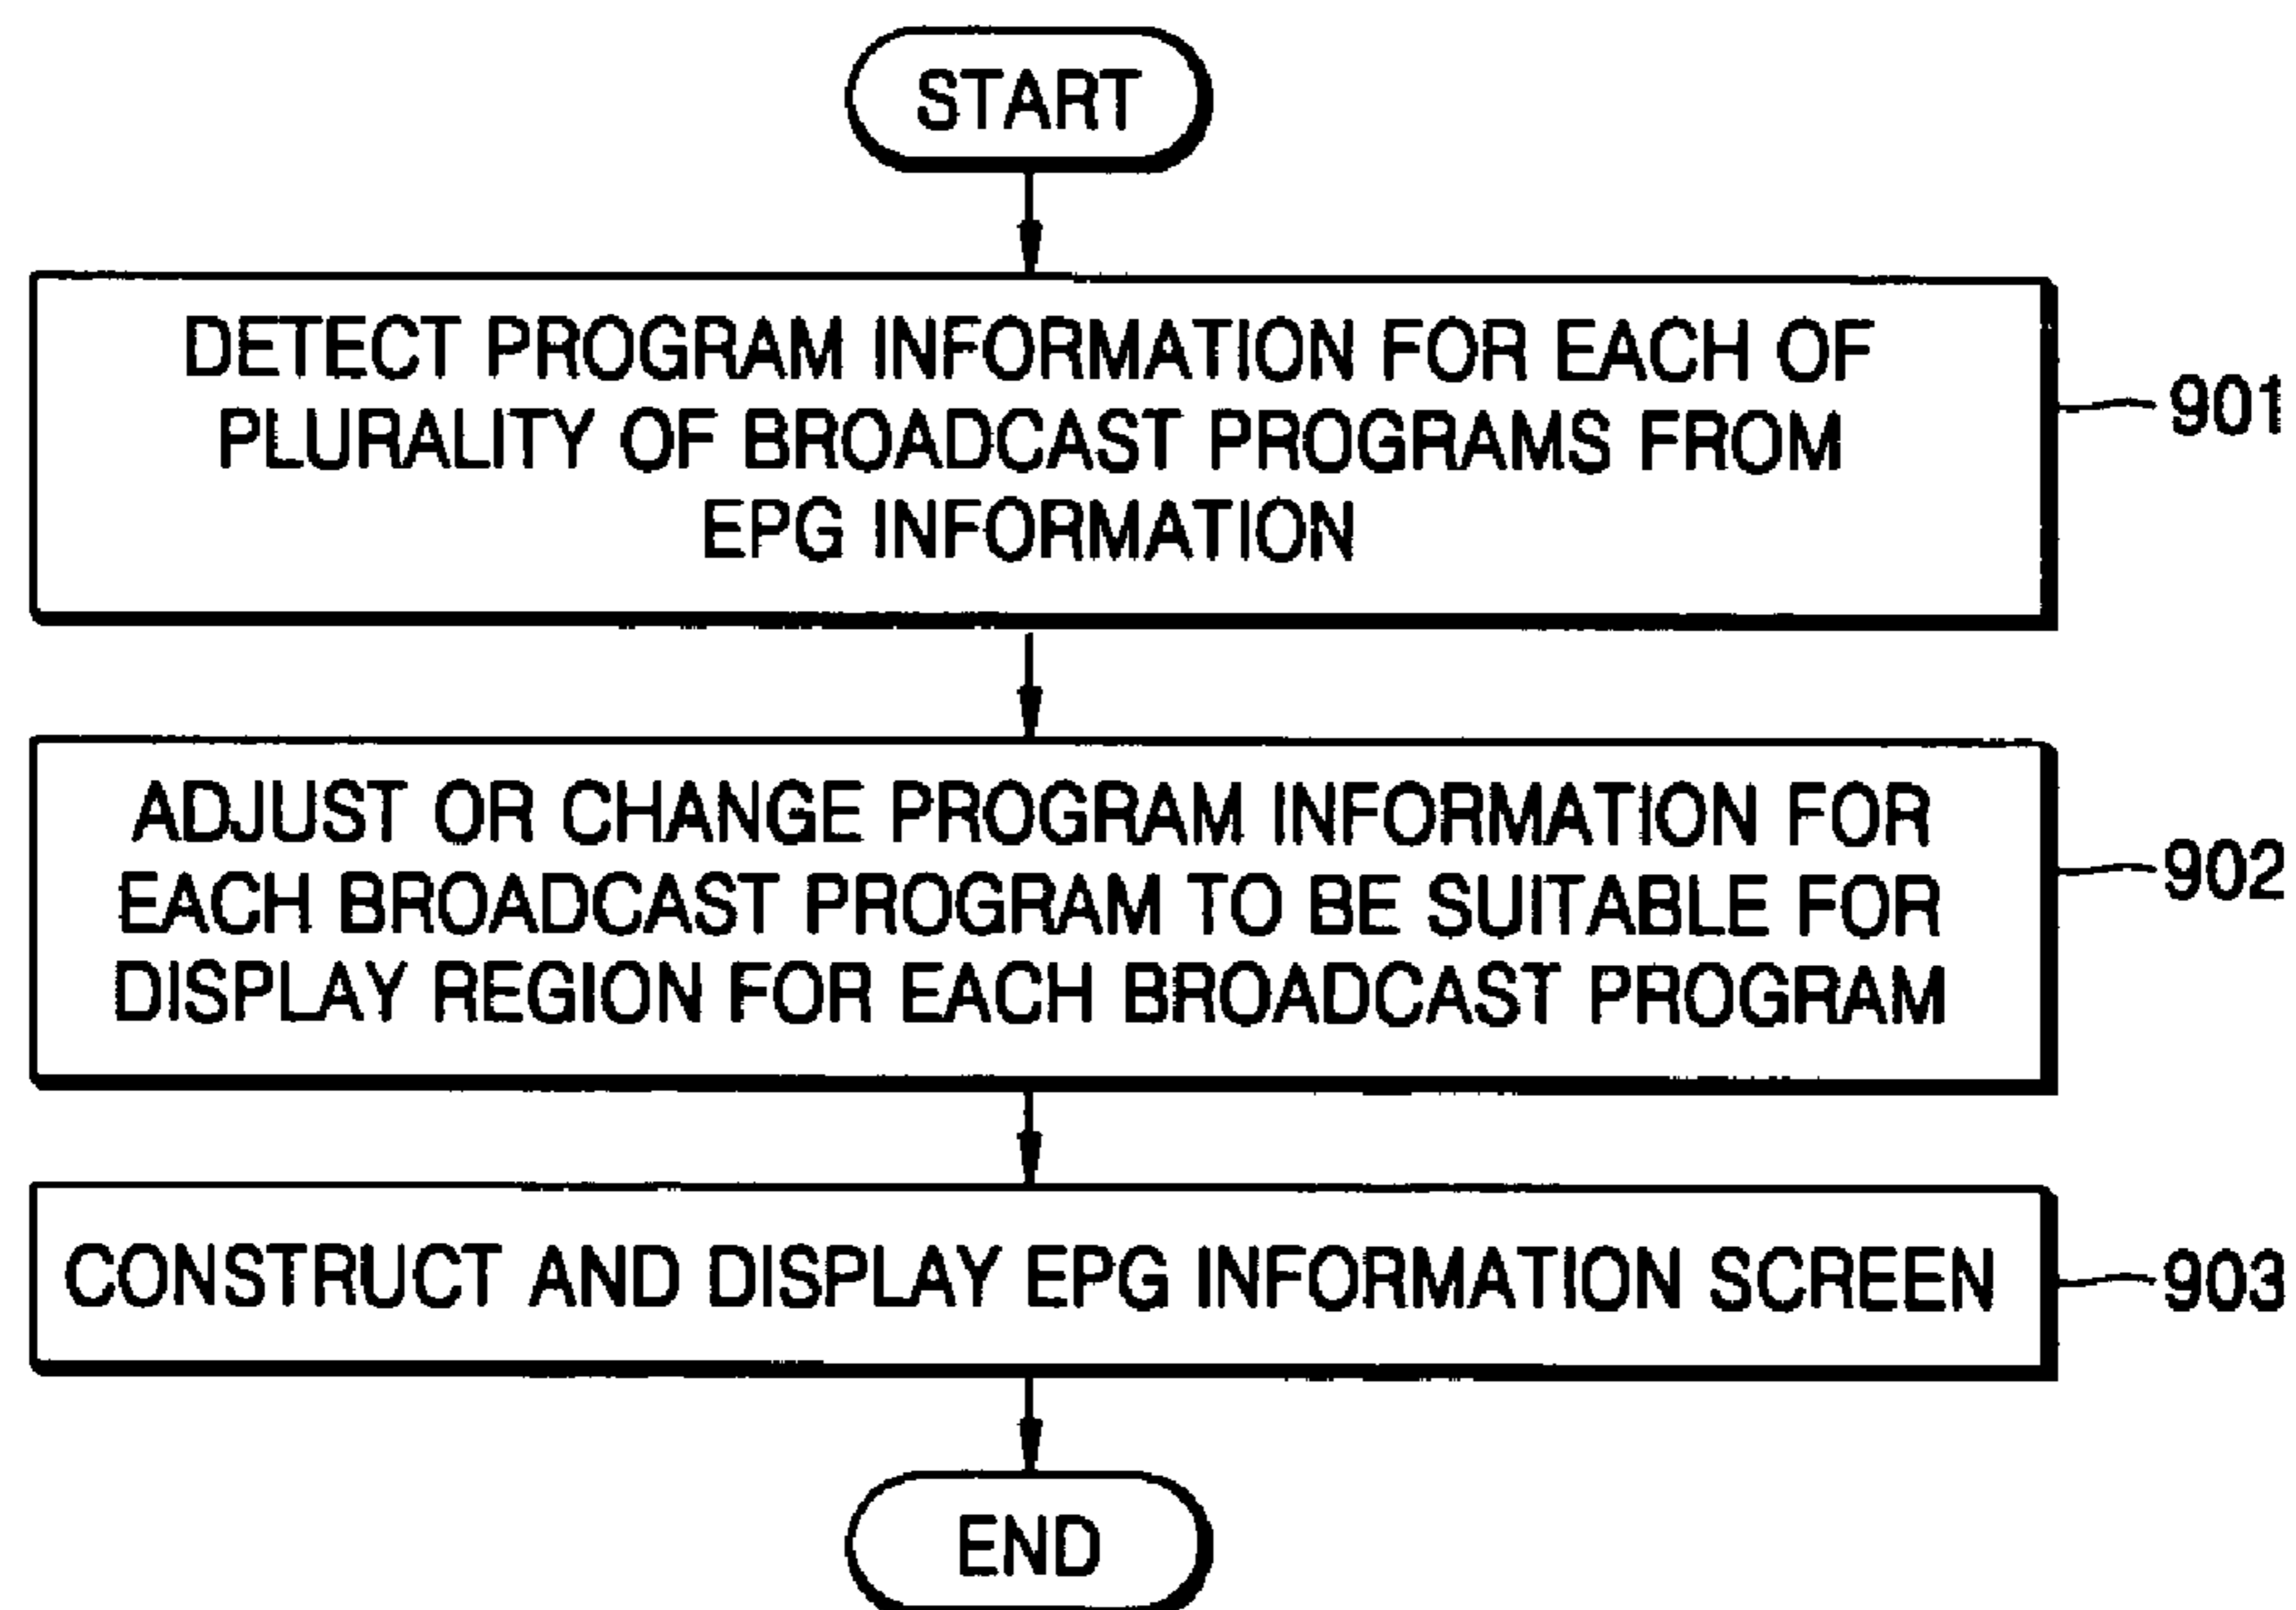 START
DETECT PROGRAM INFORMATION FOR EACH OF
PLURALITY OF BROADCAST PROGRAMS FROM
EPG INFORMATION
901
ADJUST OR CHANGE PROGRAM INFORMATION FOR
EACH BROADCAST PROGRAM TO BE SUITABLE FOR
DISPLAY REGION FOR EACH BROADCAST PROGRAM
902
CONSTRUCT AND DISPLAY EPG INFORMATION SCREEN
903
END